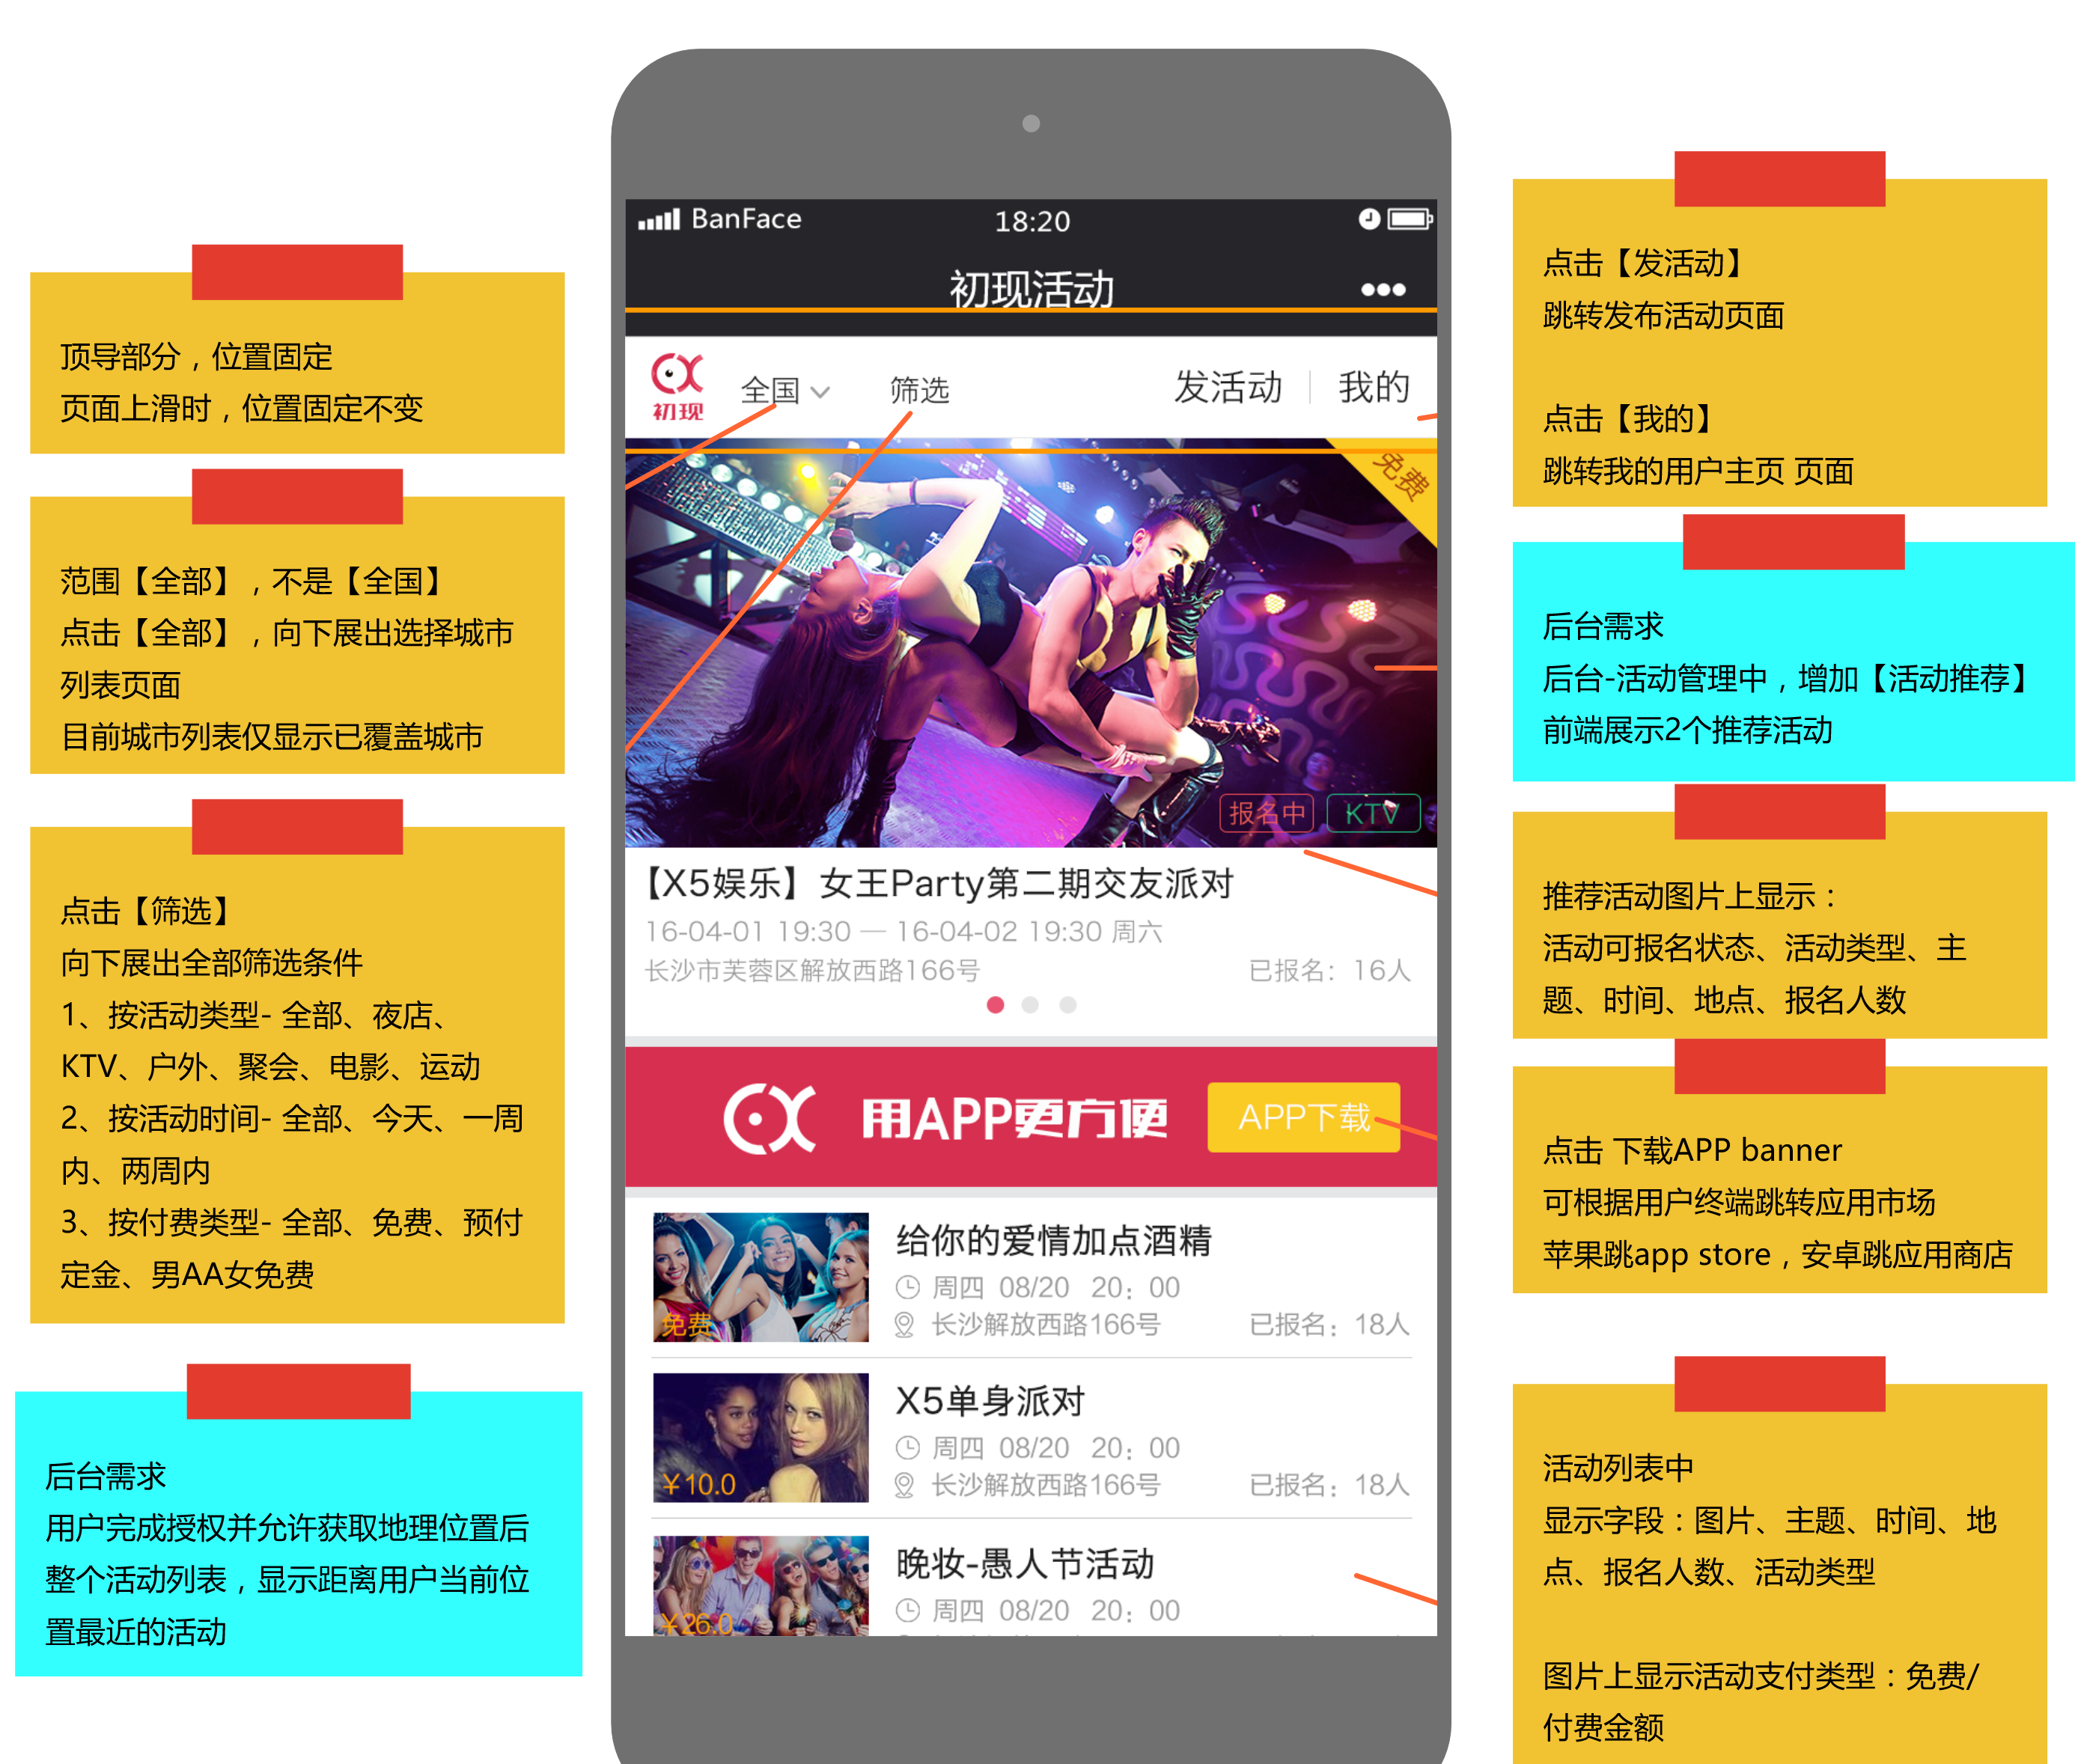 顶导部分，位置固定
页面上滑时，位置固定不变
范围【全部】，不是【全国】
点击【全部】，向下展出选择城市
列表页面
目前城市列表仅显示已覆盖城市
点击【筛选】
向下展出全部筛选条件
1、按活动类型- 全部、夜店、
KTV、户外、聚会、电影、运动
2、按活动时间- 全部、今天、一周
内、两周内
3、按付费类型- 全部、免费、预付
定金、男AA女免费
后台需求
用户完成授权并允许获取地理位置后
整个活动列表，显示距离用户当前位
置最近的活动
BanFace 18:20
初现活动
初现 全国 筛选 发活动 我的
免费
报名中 KTV
【X5娱乐】女王Party第二期交友派对
16-04-01 19:30 — 16-04-02 19:30 周六
长沙市芙蓉区解放西路166号 已报名：16人
用APP更方便 APP下载
给你的爱情加点酒精
周四 08/20 20：00
免费 长沙解放西路166号 已报名：18人
X5单身派对
周四 08/20 20：00
￥10.0 长沙解放西路166号 已报名：18人
晚妆-愚人节活动
周四 08/20 20：00
￥26.0
点击【发活动】
跳转发布活动页面
点击【我的】
跳转我的用户主页 页面
后台需求
后台-活动管理中，增加【活动推荐】
前端展示2个推荐活动
推荐活动图片上显示：
活动可报名状态、活动类型、主
题、时间、地点、报名人数
点击 下载APP banner
可根据用户终端跳转应用市场
苹果跳app store，安卓跳应用商店
活动列表中
显示字段：图片、主题、时间、地
点、报名人数、活动类型
图片上显示活动支付类型：免费/
付费金额